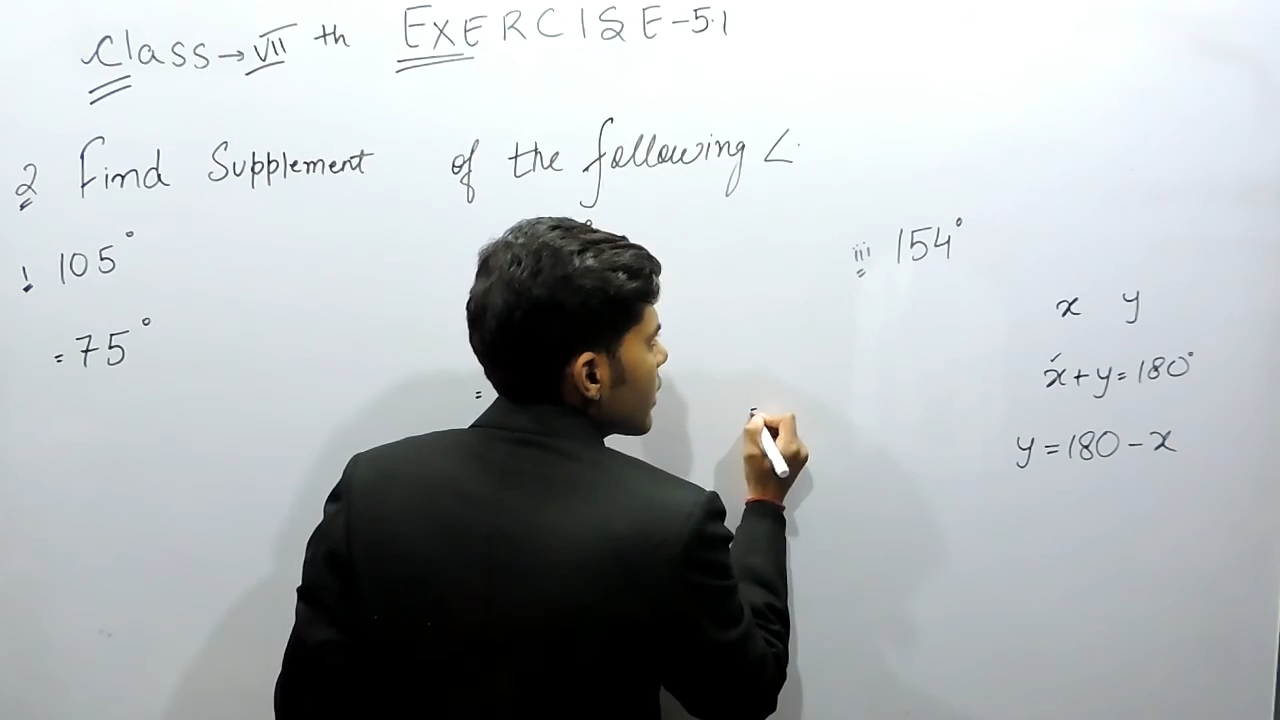 Class → VII th EXERCISE-5.1
2 Find Supplement of the following ∠.
i 105°
= 75°
=
iii 154°
x y
x + y = 180°
y = 180 - x